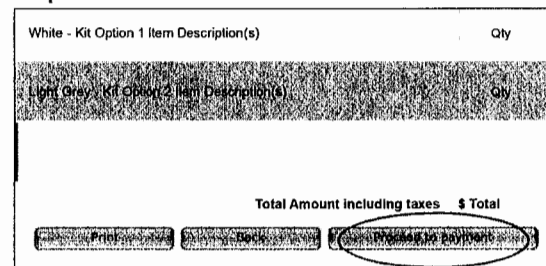 White - Kit Option 1 Item Description(s) Qty
Light Grey - Kit Option 2 Item Description(s) Qty
Total Amount including taxes $ Total
Print Back Proceed to payment